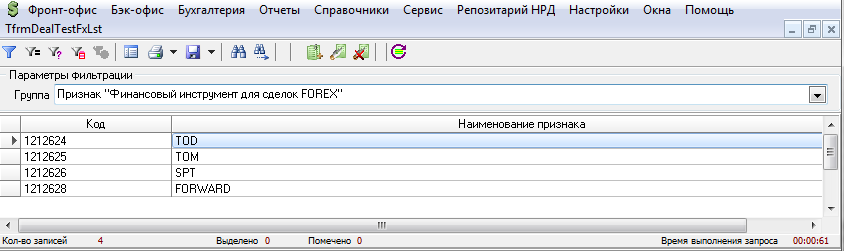 Фронт-офис Бэк-офис Бухгалтерия Отчеты Справочники Сервис Репозитарий НРД Настройки Окна Помощь
TfrmDealTestFxLst
Параметры фильтрации
Группа Признак "Финансовый инструмент для сделок FOREX"
Код Наименование признака
1212624 TOD
1212625 TOM
1212626 SPT
1212628 FORWARD
Кол-во записей 4 Выделено 0 Помечено 0 Время выполнения запроса 00:00:61